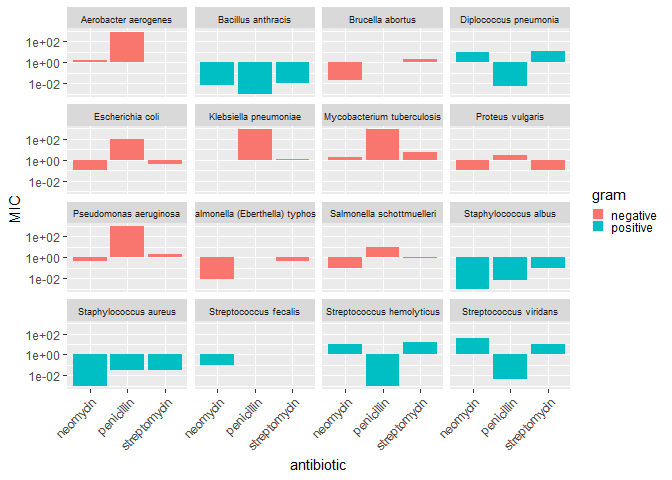 Aerobacter aerogenes Bacillus anthracis Brucella abortus Diplococcus pneumonia
1e+02
1e+00
1e-02
Escherichia coli Klebsiella pneumoniae Mycobacterium tuberculosis Proteus vulgaris
1e+02
1e+00
1e-02
Pseudomonas aeruginosa almonella (Eberthella) typhos Salmonella schottmuelleri Staphylococcus albus
1e+02
1e+00
1e-02
Staphylococcus aureus Streptococcus fecalis Streptococcus hemolyticus Streptococcus viridans
1e+02
1e+00
1e-02
neomycin penicillin streptomycin neomycin penicillin streptomycin neomycin penicillin streptomycin neomycin penicillin streptomycin
antibiotic
MIC
gram
negative
positive